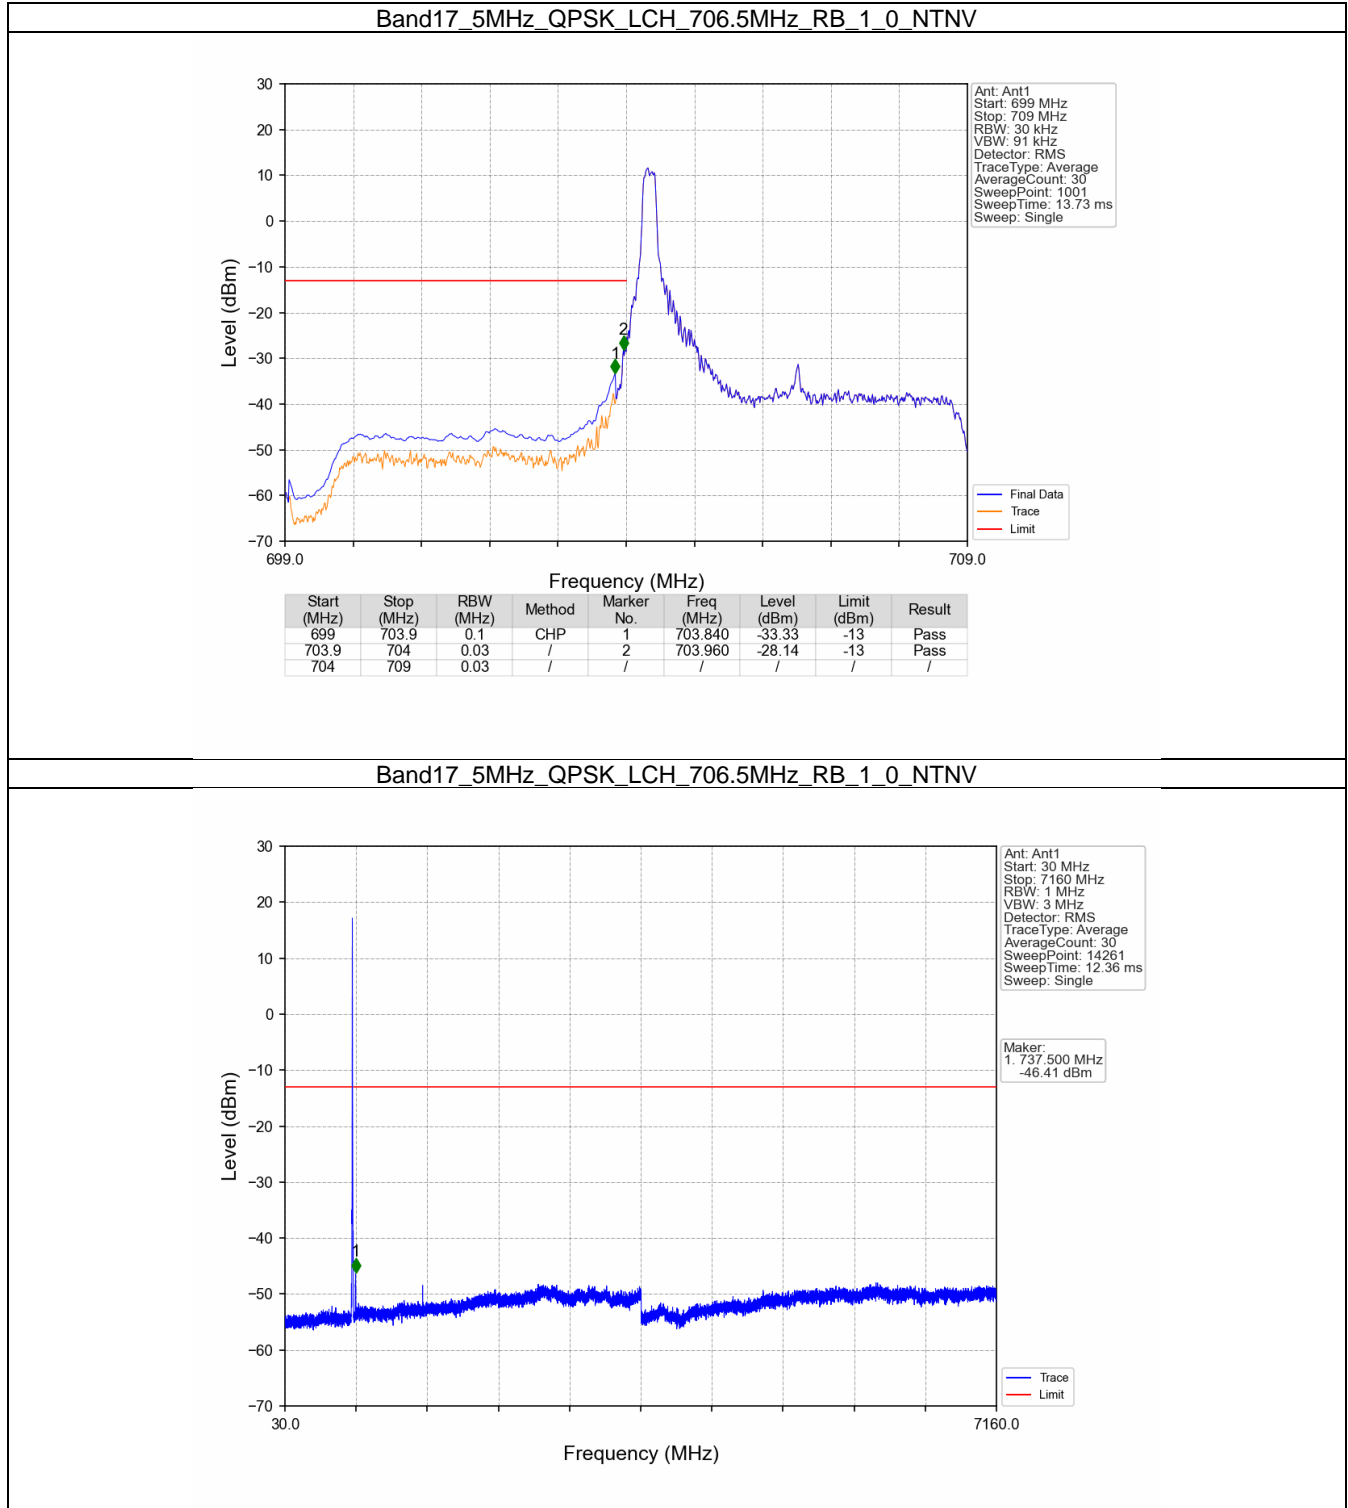 Band17_5MHz_QPSK_LCH_706.5MHz_RB_1_0_NTNV
30
20
10
0
−10
−20
−30
−40
−50
−60
−70
Level (dBm)
1
2
699.0
709.0
Frequency (MHz)
Ant: Ant1
Start: 699 MHz
Stop: 709 MHz
RBW: 30 kHz
VBW: 91 kHz
Detector: RMS
TraceType: Average
AverageCount: 30
SweepPoint: 1001
SweepTime: 13.73 ms
Sweep: Single
Final Data
Trace
Limit
Start (MHz) Stop (MHz) RBW (MHz) Method Marker No. Freq (MHz) Level (dBm) Limit (dBm) Result
699 703.9 0.1 CHP 1 703.840 -33.33 -13 Pass
703.9 704 0.03 / 2 703.960 -28.14 -13 Pass
704 709 0.03 / / / / / /
Band17_5MHz_QPSK_LCH_706.5MHz_RB_1_0_NTNV
30
20
10
0
−10
−20
−30
−40
−50
−60
−70
Level (dBm)
1
30.0
7160.0
Frequency (MHz)
Ant: Ant1
Start: 30 MHz
Stop: 7160 MHz
RBW: 1 MHz
VBW: 3 MHz
Detector: RMS
TraceType: Average
AverageCount: 30
SweepPoint: 14261
SweepTime: 12.36 ms
Sweep: Single
Maker:
1. 737.500 MHz
-46.41 dBm
Trace
Limit